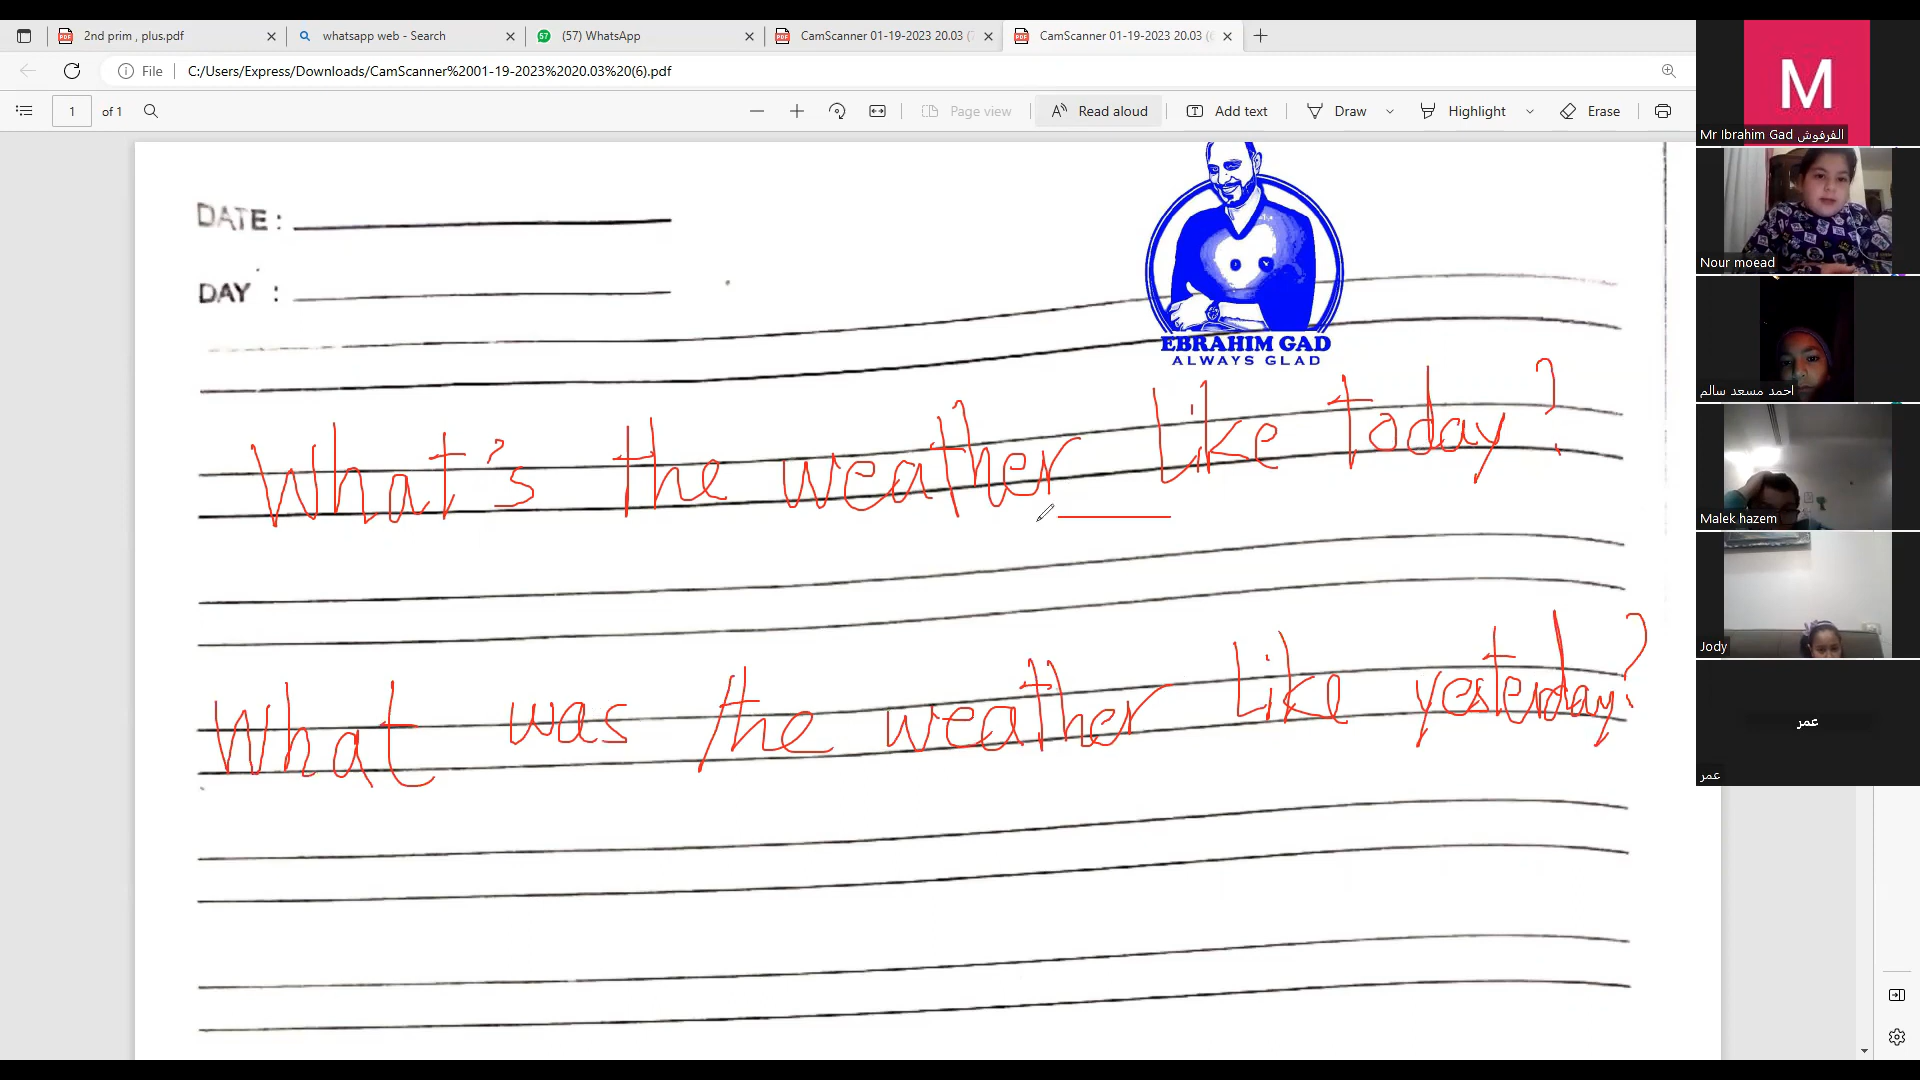 2nd prim , plus.pdf
whatsapp web - Search
(57) WhatsApp
CamScanner 01-19-2023 20.03 (
CamScanner 01-19-2023 20.03 (
File
C:/Users/Express/Downloads/CamScanner%2001-19-2023%2020.03%20(6).pdf
1 of 1
Page view
Read aloud
Add text
Draw
Highlight
Erase
DATE :
DAY :
EBRAHIM GAD
ALWAYS GLAD
What's the weather like today?
What was the weather like yesterday?
M
Mr Ibrahim Gad الفرفوش
Nour moead
احمد مسعد سالم
Malek hazem
Jody
عمر
عمر